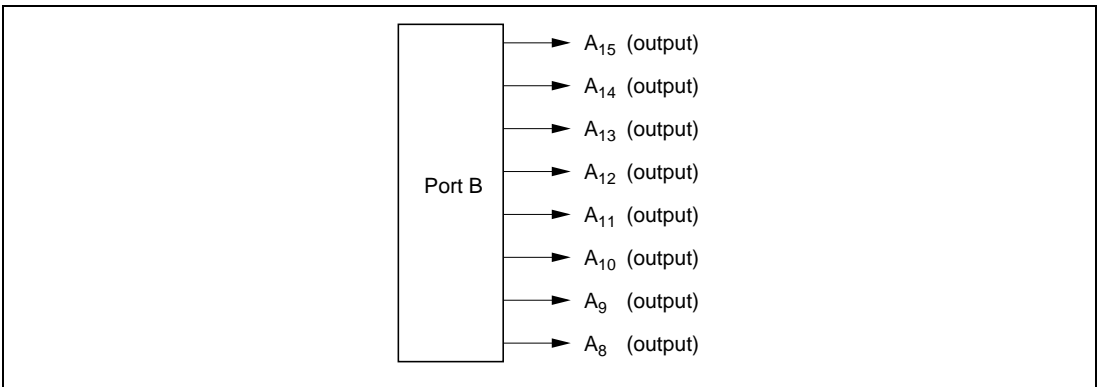 A15 (output)
A14 (output)
A13 (output)
A12 (output)
Port B
A11 (output)
A10 (output)
A9 (output)
A8 (output)